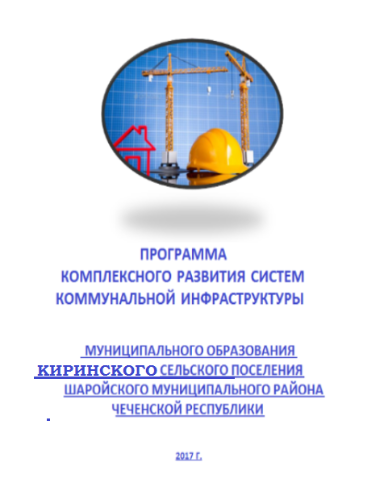 ПРОГРАММА
КОМПЛЕКСНОГО РАЗВИТИЯ СИСТЕМ
КОММУНАЛЬНОЙ ИНФРАСТРУКТУРЫ
МУНИЦИПАЛЬНОГО ОБРАЗОВАНИЯ
КИРИНСКОГО СЕЛЬСКОГО ПОСЕЛЕНИЯ
ШАРОЙСКОГО МУНИЦИПАЛЬНОГО РАЙОНА
ЧЕЧЕНСКОЙ РЕСПУБЛИКИ
2017 Г.